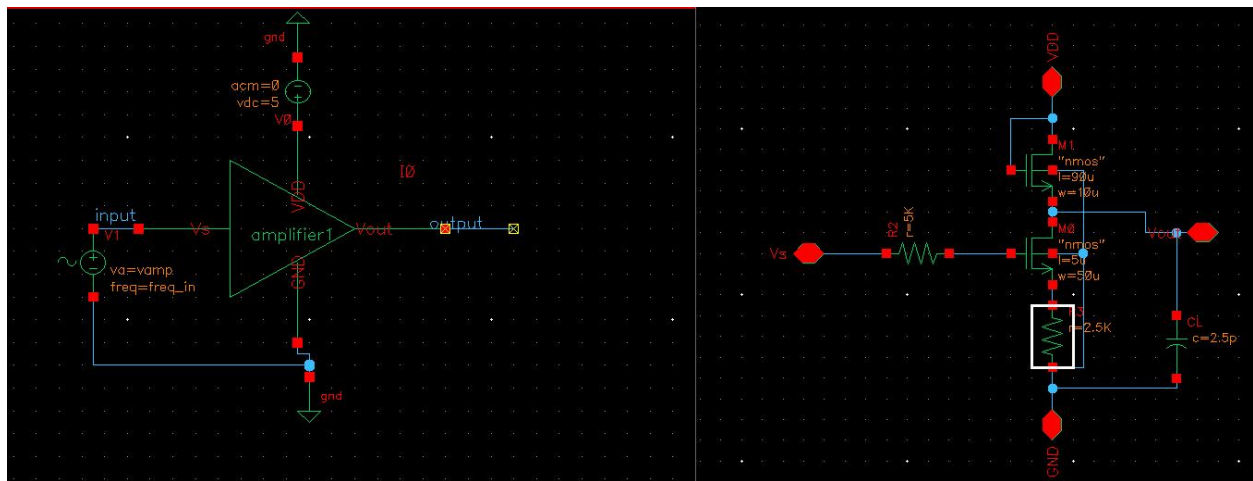 gnd
acm=0
vdc=5
V0
I0
VDD
input
V1
Vs
amplifier1
Vout
output
va=vamp
freq=freq_in
GND
gnd
VDD
M1
"nmos"
l=90u
w=10u
R2
r=5K
Vs
M0
"nmos"
l=5u
w=50u
r=2.5K
CL
c=2.5p
GND